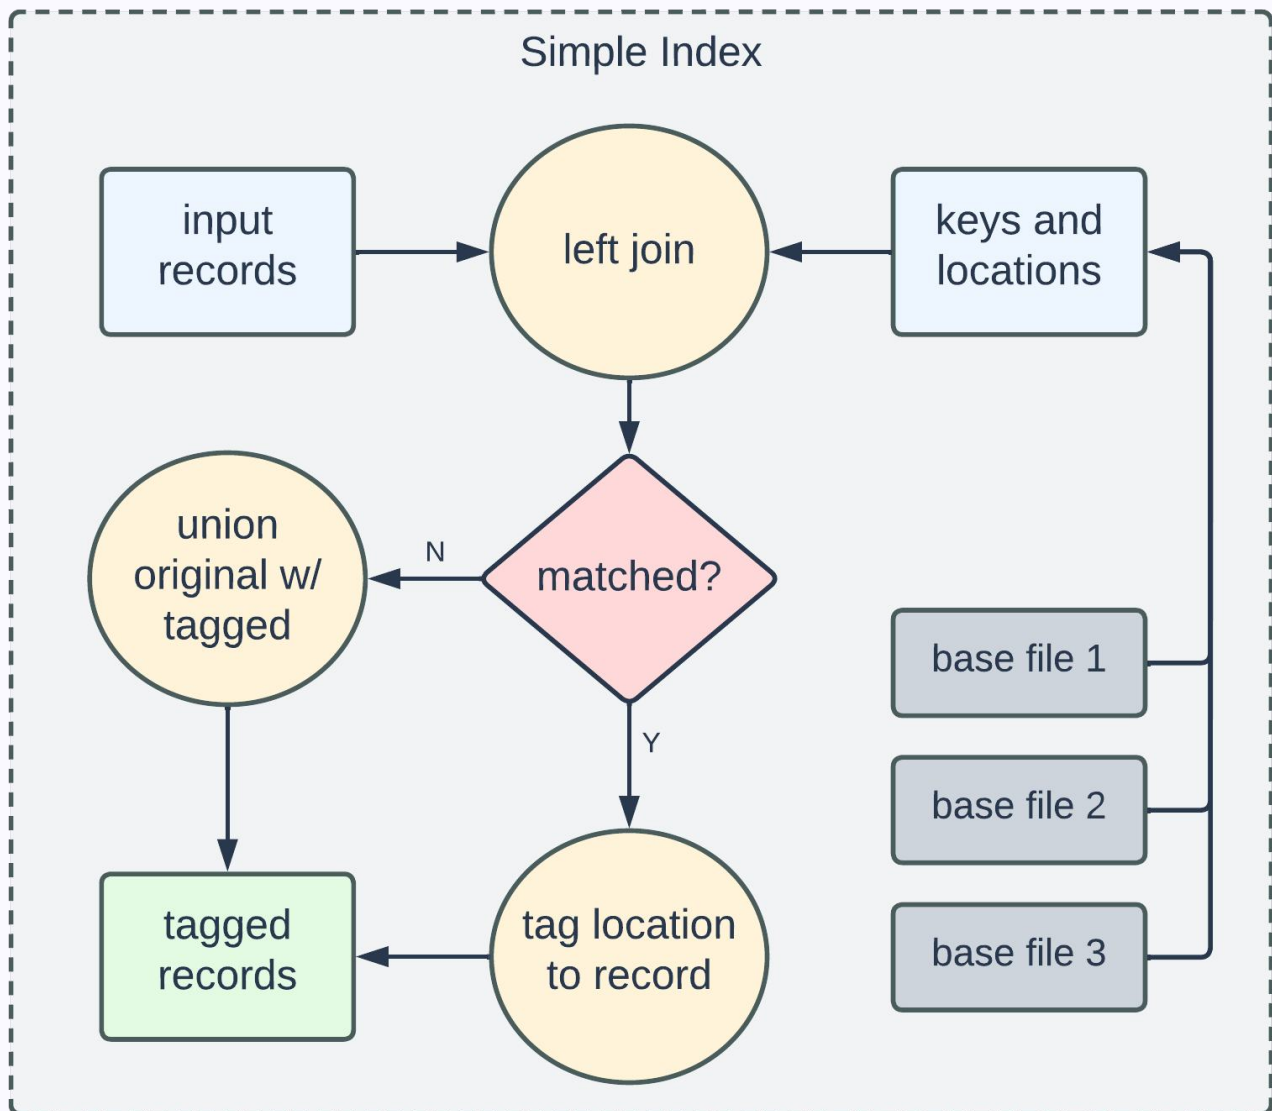 Simple Index
input
records
left join
keys and
locations
union
original w/
tagged
N
matched?
Y
base file 1
base file 2
base file 3
tagged
records
tag location
to record